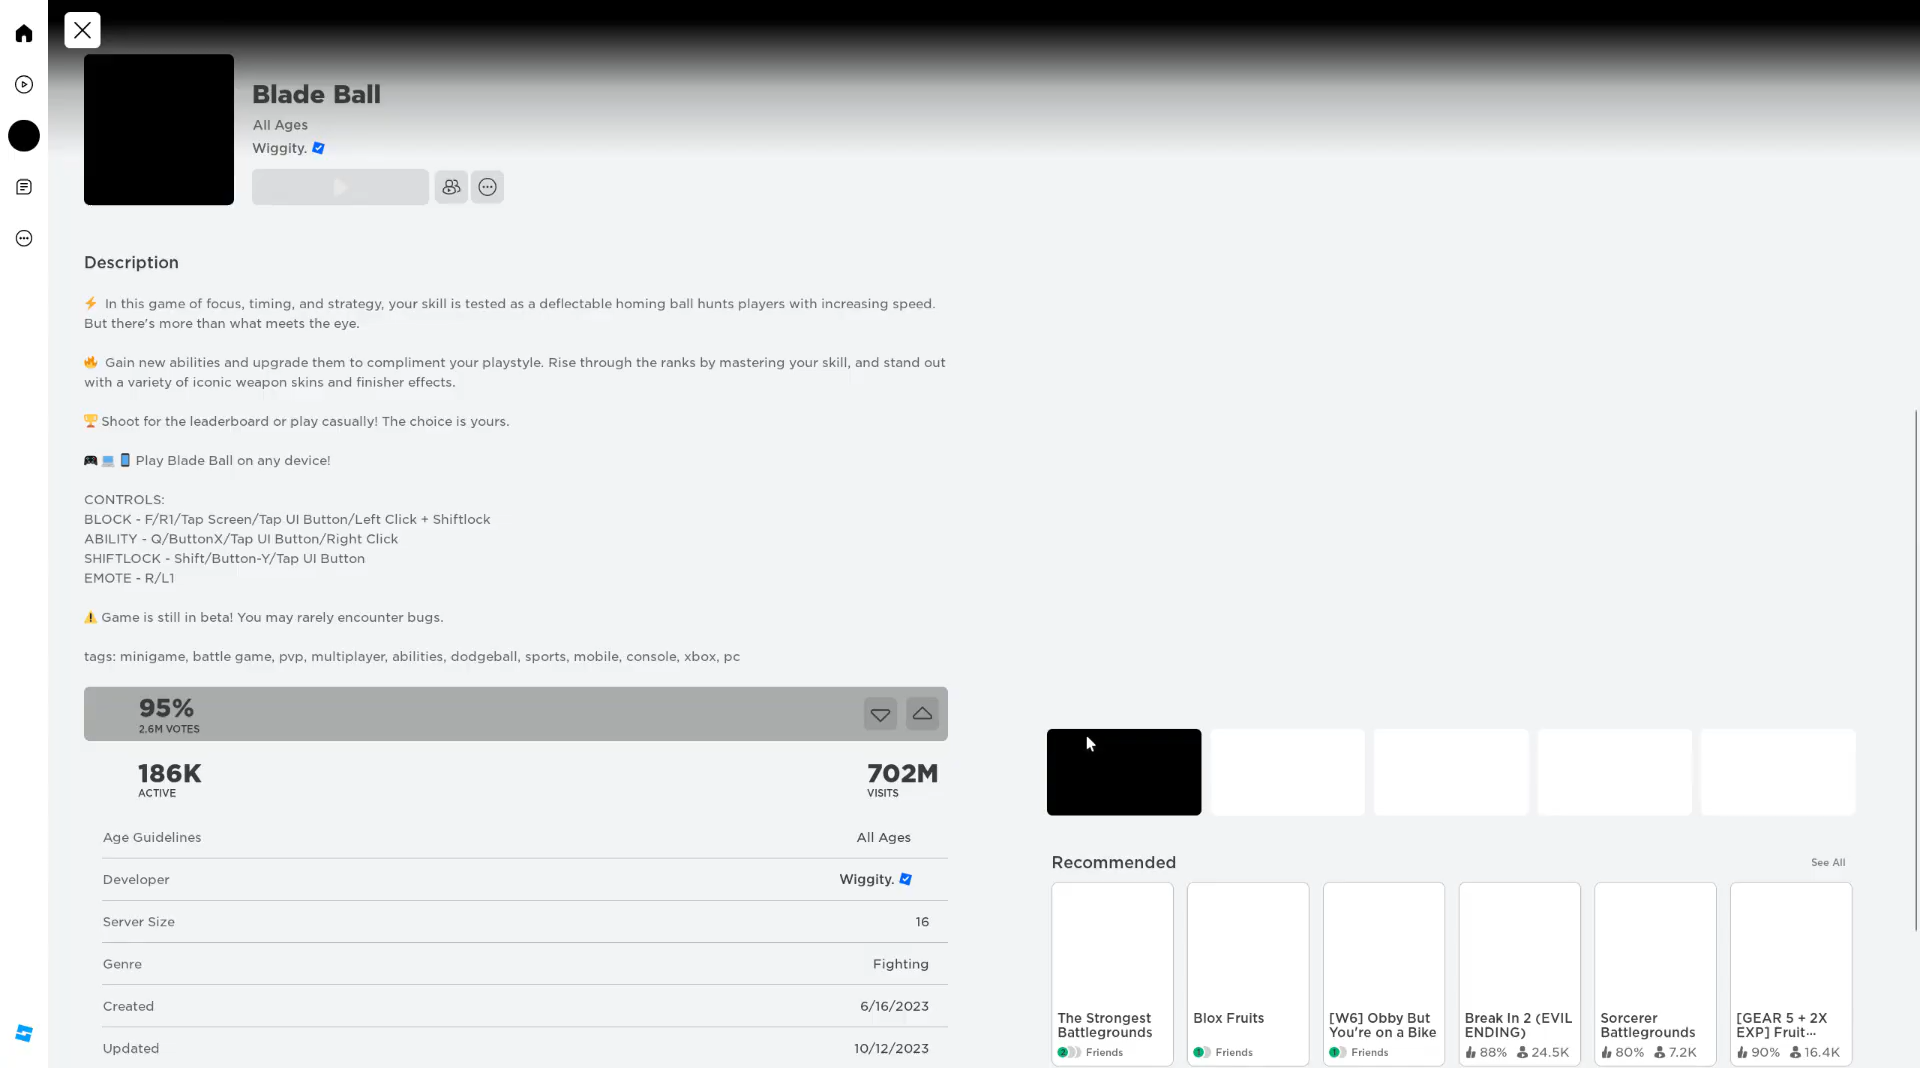 Blade Ball
All Ages
Wiggity.
Description
⚡ In this game of focus, timing, and strategy, your skill is tested as a deflectable homing ball hunts players with increasing speed.
But there's more than what meets the eye.
🔥 Gain new abilities and upgrade them to compliment your playstyle. Rise through the ranks by mastering your skill, and stand out
with a variety of iconic weapon skins and finisher effects.
🏆 Shoot for the leaderboard or play casually! The choice is yours.
🎮💻📱 Play Blade Ball on any device!
CONTROLS:
BLOCK - F/R1/Tap Screen/Tap UI Button/Left Click + Shiftlock
ABILITY - Q/ButtonX/Tap UI Button/Right Click
SHIFTLOCK - Shift/Button-Y/Tap UI Button
EMOTE - R/L1
⚠️ Game is still in beta! You may rarely encounter bugs.
tags: minigame, battle game, pvp, multiplayer, abilities, dodgeball, sports, mobile, console, xbox, pc
95%
2.6M VOTES
186K
ACTIVE
702M
VISITS
Age Guidelines All Ages
Developer Wiggity.
Server Size 16
Genre Fighting
Created 6/16/2023
Updated 10/12/2023
Recommended
See All
The Strongest
Battlegrounds
2 Friends
Blox Fruits
1 Friends
[W6] Obby But
You're on a Bike
1 Friends
Break In 2 (EVIL
ENDING)
88% 24.5K
Sorcerer
Battlegrounds
80% 7.2K
[GEAR 5 + 2X
EXP] Fruit...
90% 16.4K